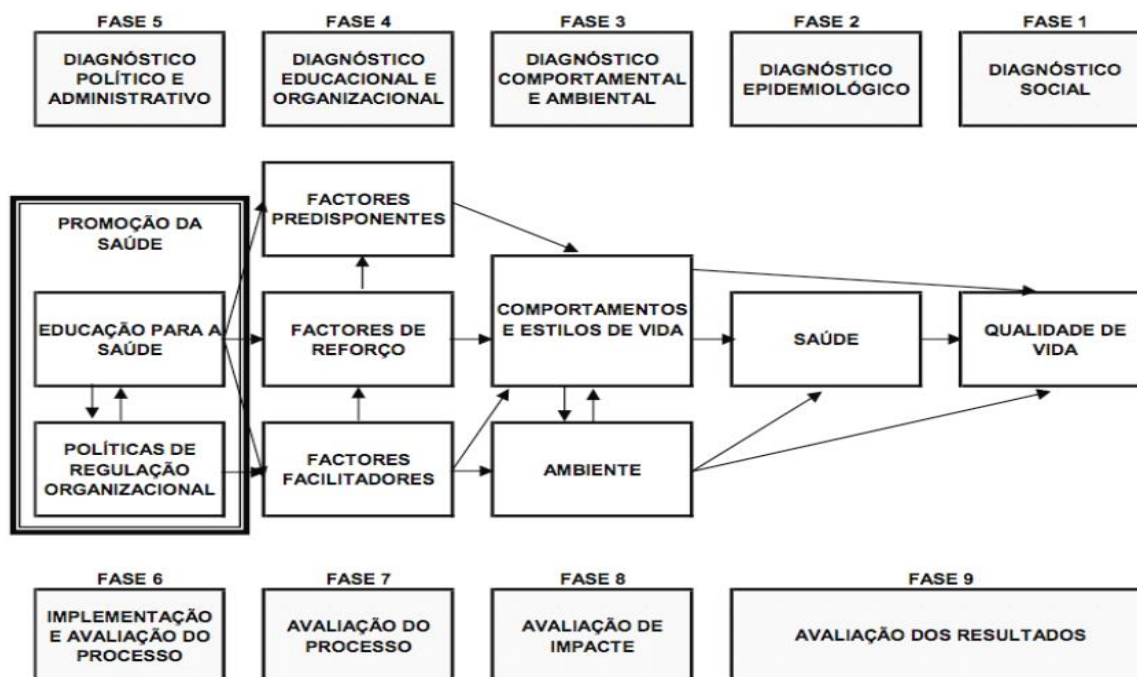 FASE 5
FASE 4
FASE 3
FASE 2
FASE 1
DIAGNÓSTICO
POLÍTICO E
ADMINISTRATIVO
DIAGNÓSTICO
EDUCACIONAL E
ORGANIZACIONAL
DIAGNÓSTICO
COMPORTAMENTAL
E AMBIENTAL
DIAGNÓSTICO
EPIDEMIOLÓGICO
DIAGNÓSTICO
SOCIAL
PROMOÇÃO DA
SAÚDE
EDUCAÇÃO PARA A
SAÚDE
POLÍTICAS DE
REGULAÇÃO
ORGANIZACIONAL
FACTORES
PREDISPONENTES
FACTORES DE
REFORÇO
FACTORES
FACILITADORES
COMPORTAMENTOS
E ESTILOS DE VIDA
AMBIENTE
SAÚDE
QUALIDADE DE
VIDA
FASE 6
FASE 7
FASE 8
FASE 9
IMPLEMENTAÇÃO
E AVALIAÇÃO DO
PROCESSO
AVALIAÇÃO DO
PROCESSO
AVALIAÇÃO DE
IMPACTE
AVALIAÇÃO DOS RESULTADOS